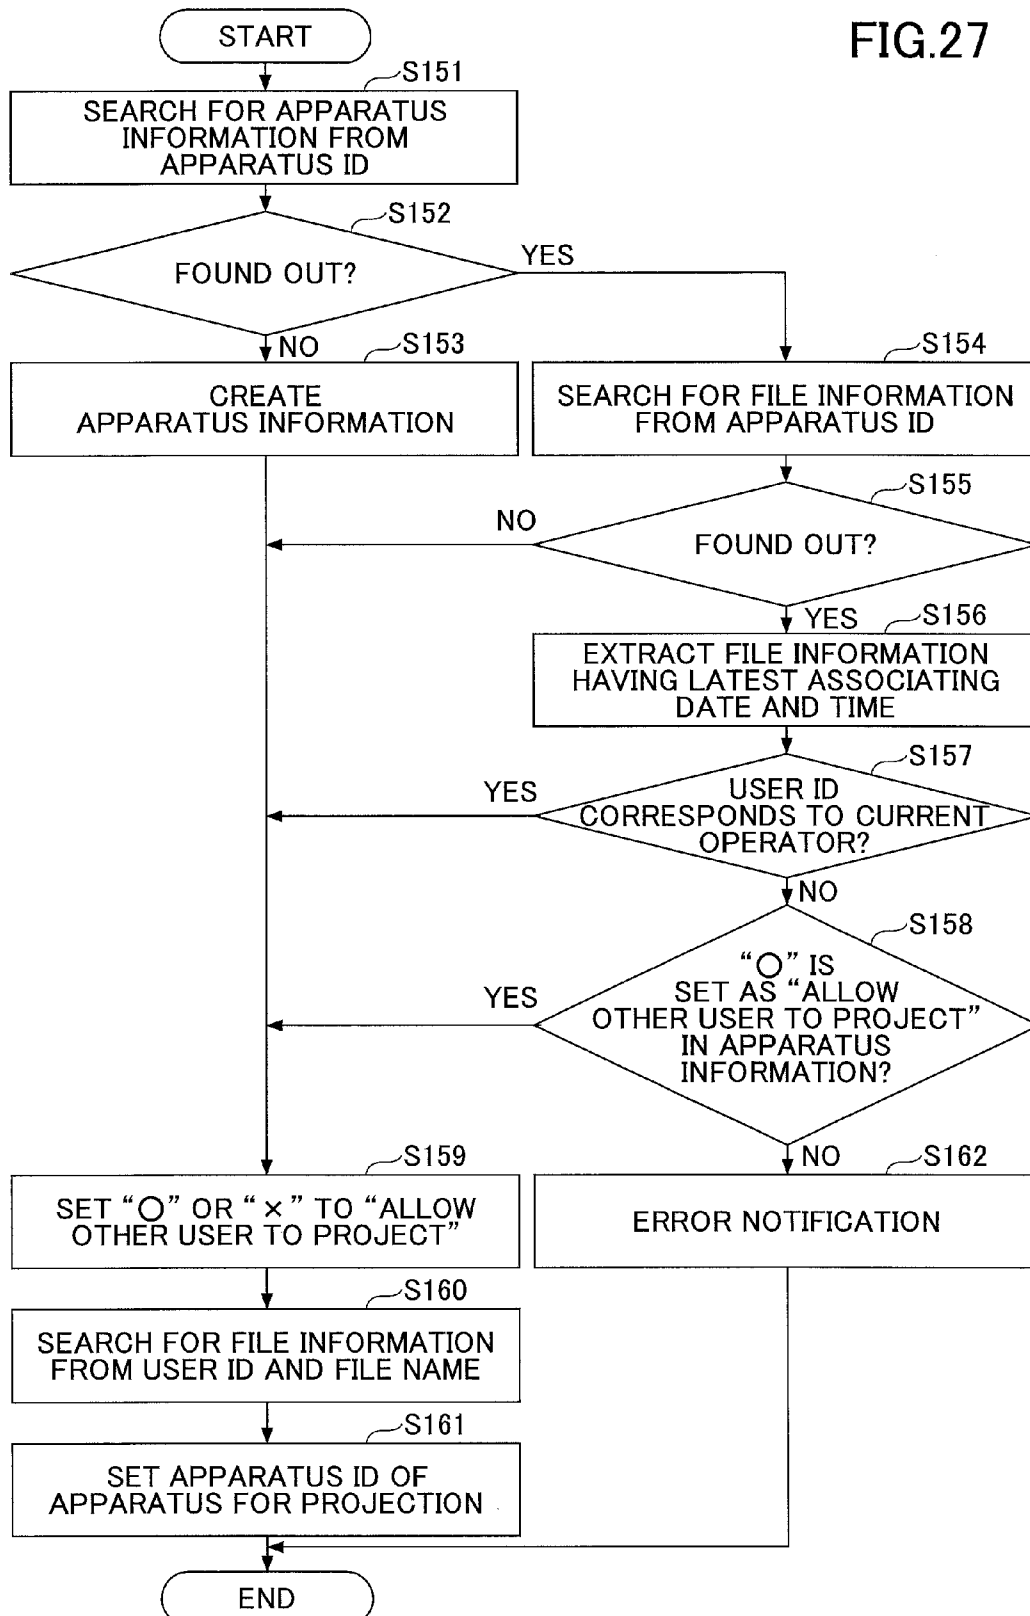 FIG.27
START
S151
SEARCH FOR APPARATUS
INFORMATION FROM
APPARATUS ID
S152
FOUND OUT?
YES
NO
S153
CREATE
APPARATUS INFORMATION
S154
SEARCH FOR FILE INFORMATION
FROM APPARATUS ID
S155
FOUND OUT?
NO
YES
S156
EXTRACT FILE INFORMATION
HAVING LATEST ASSOCIATING
DATE AND TIME
S157
USER ID
CORRESPONDS TO CURRENT
OPERATOR?
YES
NO
S158
“○” IS
SET AS “ALLOW
OTHER USER TO PROJECT”
IN APPARATUS
INFORMATION?
YES
NO
S159
SET “○” OR “×” TO “ALLOW
OTHER USER TO PROJECT”
S162
ERROR NOTIFICATION
S160
SEARCH FOR FILE INFORMATION
FROM USER ID AND FILE NAME
S161
SET APPARATUS ID OF
APPARATUS FOR PROJECTION
END